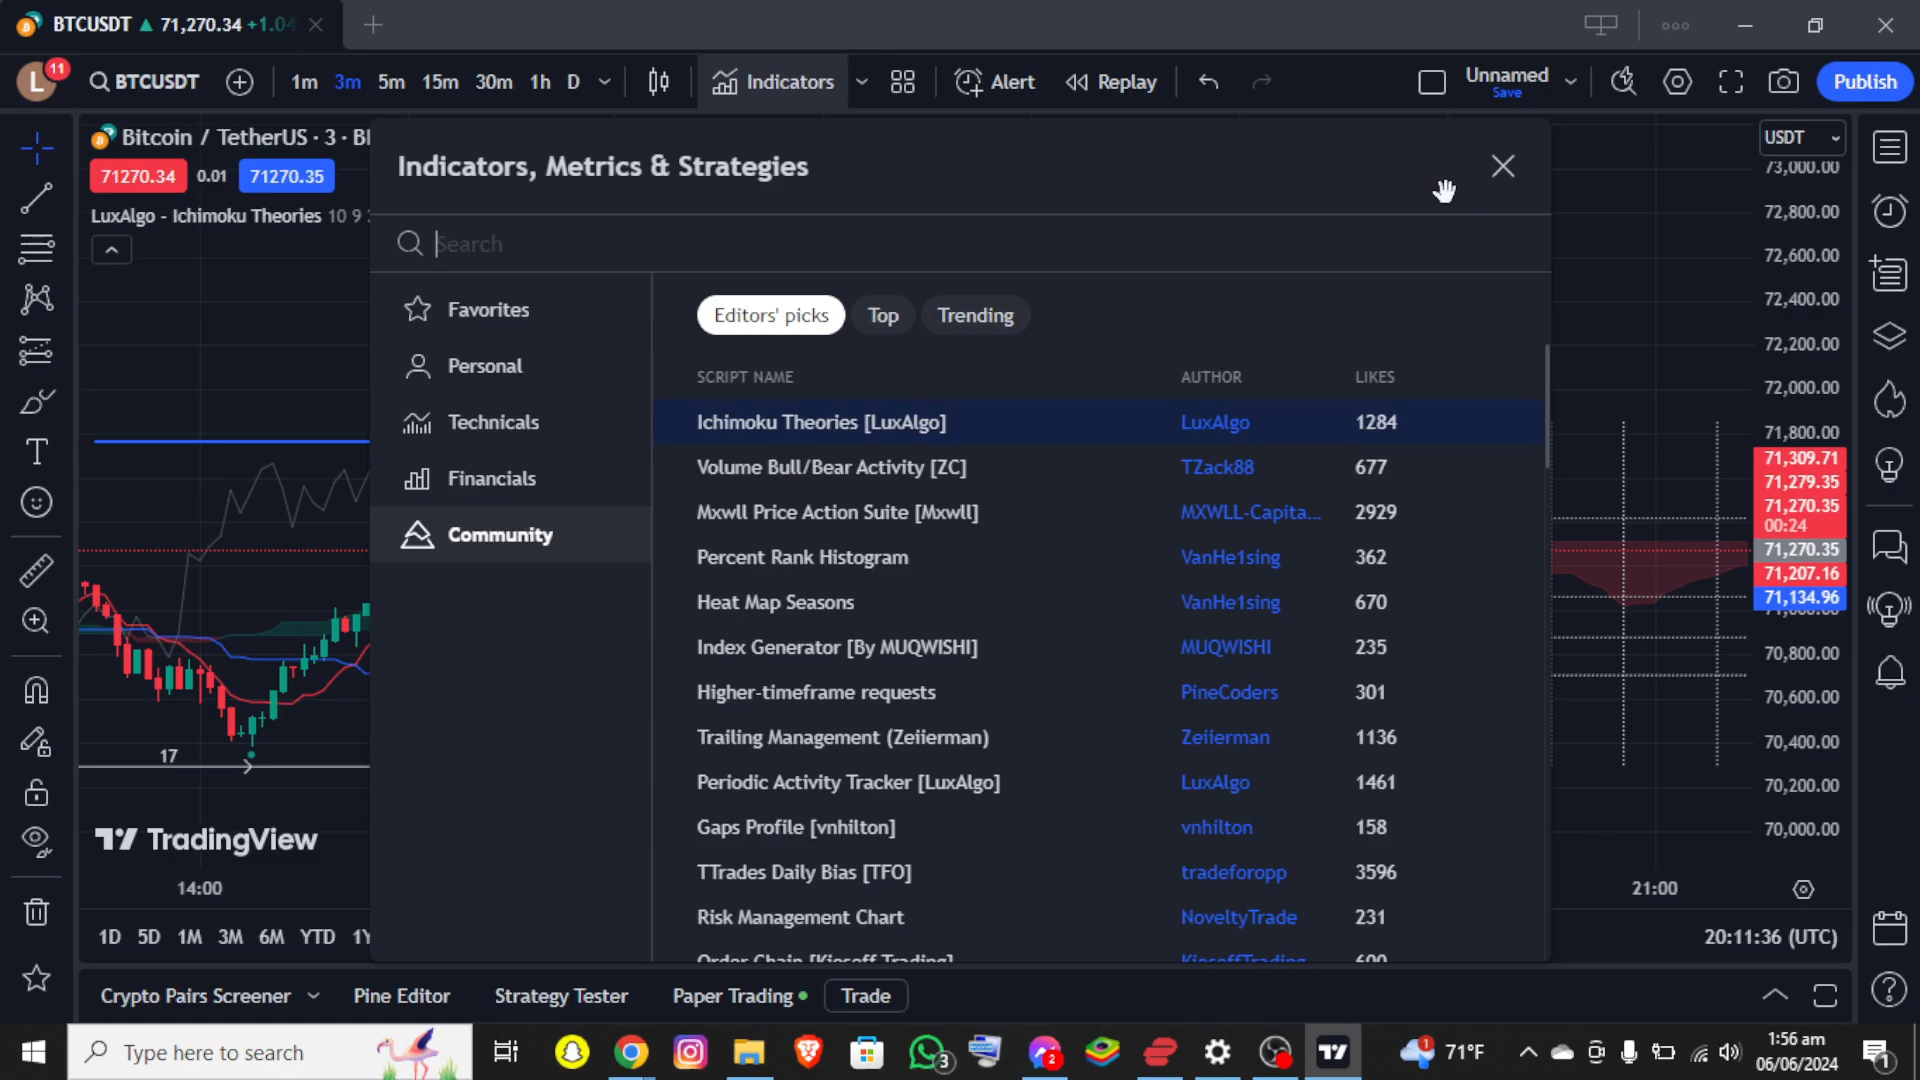 BTCUSDT ▲ 71,270.34 +1.04
L 11 BTCUSDT 1m 3m 5m 15m 30m 1h D Indicators Alert Replay Unnamed Save Publish
Bitcoin / TetherUS · 3 ·
71270.34 0.01 71270.35
LuxAlgo - Ichimoku Theories 10 9
Indicators, Metrics & Strategies
Search
Favorites
Personal
Technicals
Financials
Community
Editors' picks Top Trending
SCRIPT NAME AUTHOR LIKES
Ichimoku Theories [LuxAlgo] LuxAlgo 1284
Volume Bull/Bear Activity [ZC] TZack88 677
Mxwll Price Action Suite [Mxwll] MXWLL-Capita... 2929
Percent Rank Histogram VanHe1sing 362
Heat Map Seasons VanHe1sing 670
Index Generator [By MUQWISHI] MUQWISHI 235
Higher-timeframe requests PineCoders 301
Trailing Management (Zeiierman) Zeiierman 1136
Periodic Activity Tracker [LuxAlgo] LuxAlgo 1461
Gaps Profile [vnhilton] vnhilton 158
TTrades Daily Bias [TFO] tradeforopp 3596
Risk Management Chart NoveltyTrade 231
USDT
73,000.00
72,800.00
72,600.00
72,400.00
72,200.00
72,000.00
71,800.00
71,309.71
71,279.35
71,270.35
00:24
71,270.35
71,207.16
71,134.96
70,800.00
70,600.00
70,400.00
70,200.00
70,000.00
17
TradingView
14:00 21:00
1D 5D 1M 3M 6M YTD 1Y
20:11:36 (UTC)
Crypto Pairs Screener Pine Editor Strategy Tester Paper Trading Trade
Type here to search
3 2 1 71°F
1:56 am
06/06/2024
1